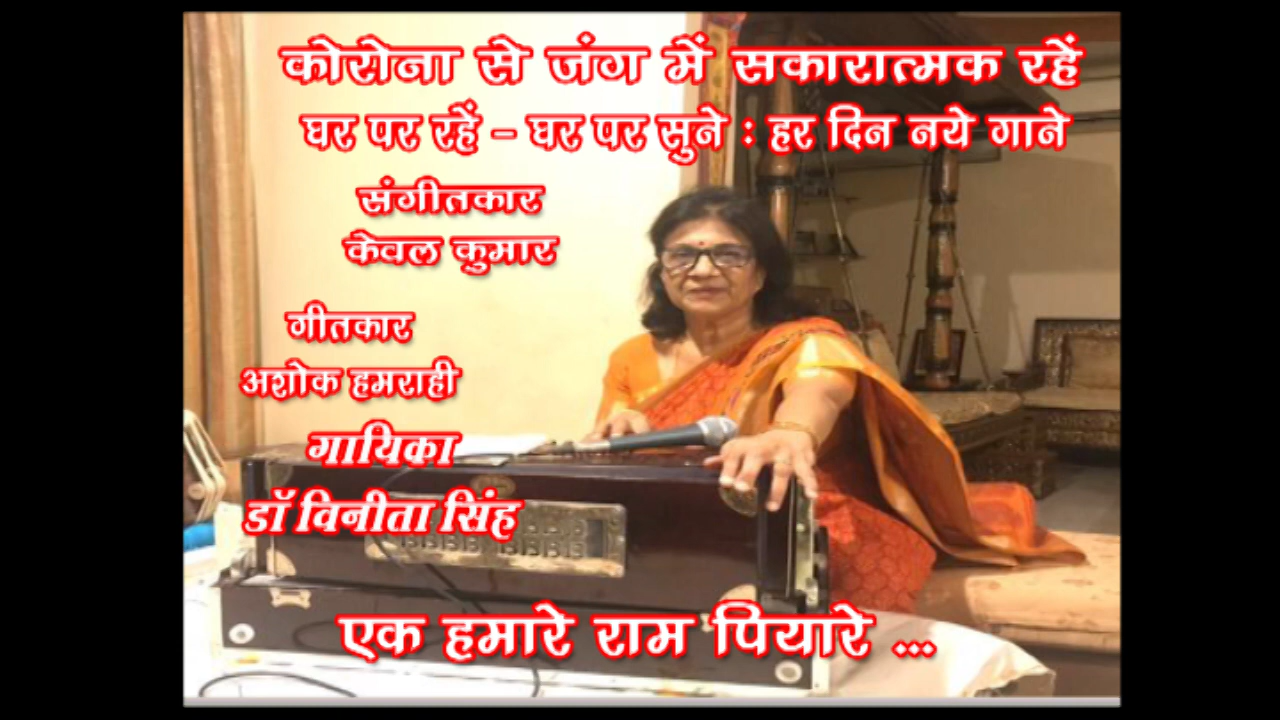 कोरोना से जंग में सकारात्मक रहें
घर पर रहें - घर पर सुने : हर दिन नये गाने
संगीतकार
केवल कुमार
गीतकार
अशोक हमराही
गायिका
डॉ विनीता सिंह
एक हमारे राम पियारे ...